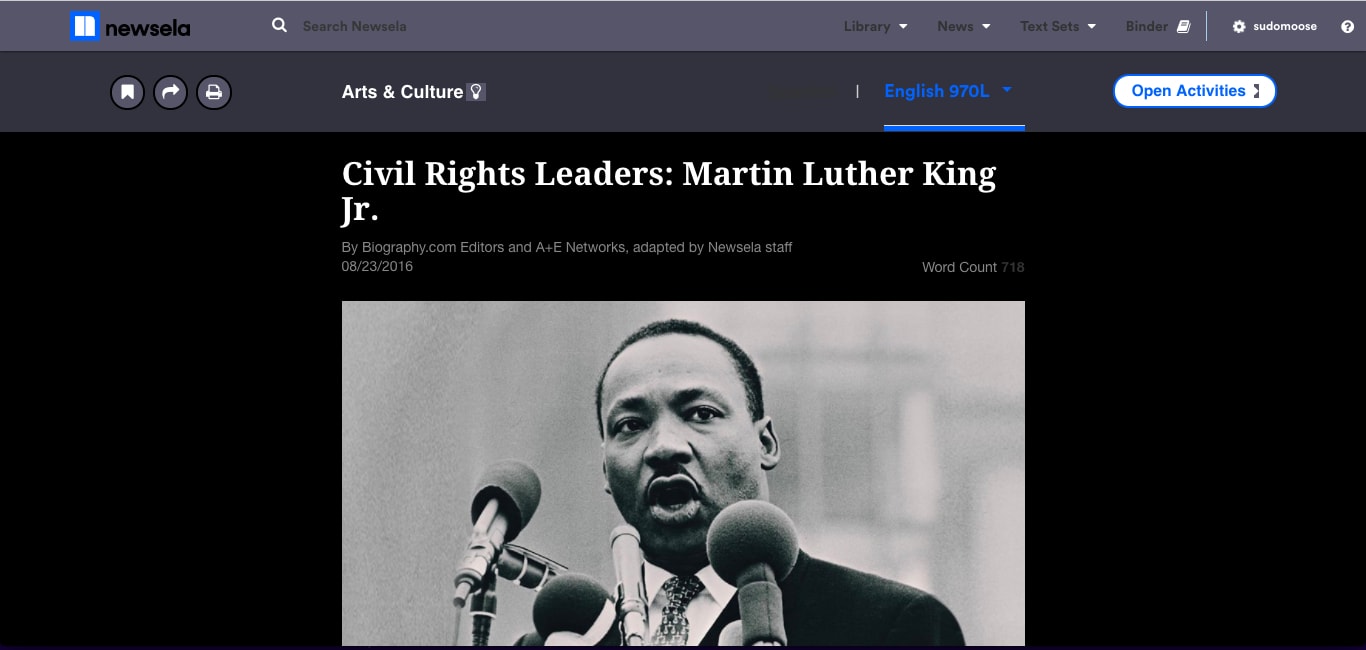 newsela
Search Newsela
Library
News
Text Sets
Binder
sudomoose
Arts & Culture
|
English 970L
Open Activities
Civil Rights Leaders: Martin Luther King
Jr.
By Biography.com Editors and A+E Networks, adapted by Newsela staff
08/23/2016
Word Count 718